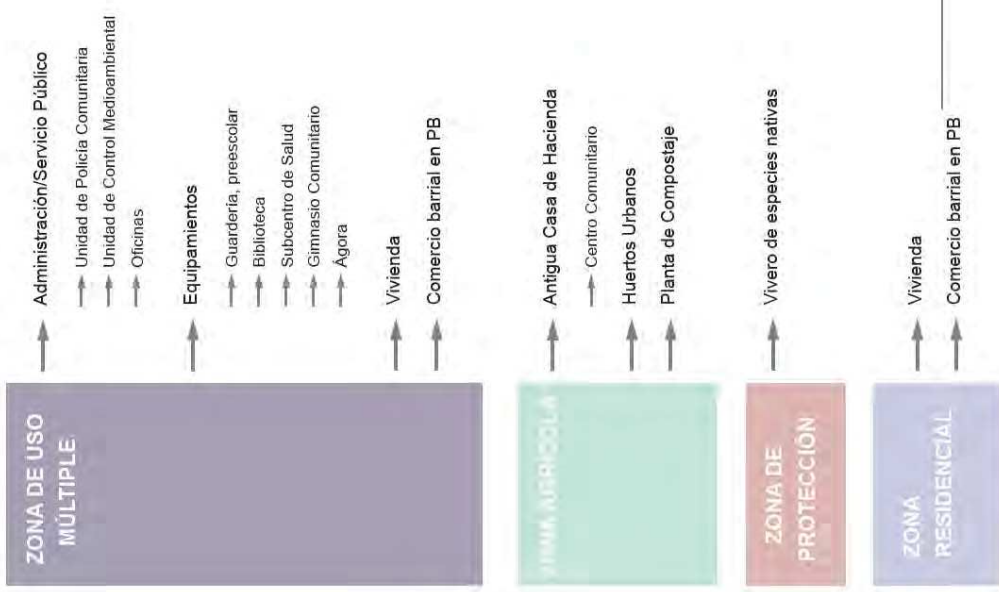 ZONA DE USO
MÚLTIPLE
Administración/Servicio Público
Unidad de Policía Comunitaria
Unidad de Control Medioambiental
Oficinas
Equipamientos
Guardería, preescolar
Biblioteca
Subcentro de Salud
Gimnasio Comunitario
Ágora
Vivienda
Comercio barrial en PB
ZONA AGRÍCOLA
Antigua Casa de Hacienda
Centro Comunitario
Huertos Urbanos
Planta de Compostaje
ZONA DE
PROTECCIÓN
Vivero de especies nativas
ZONA
RESIDENCIAL
Vivienda
Comercio barrial en PB